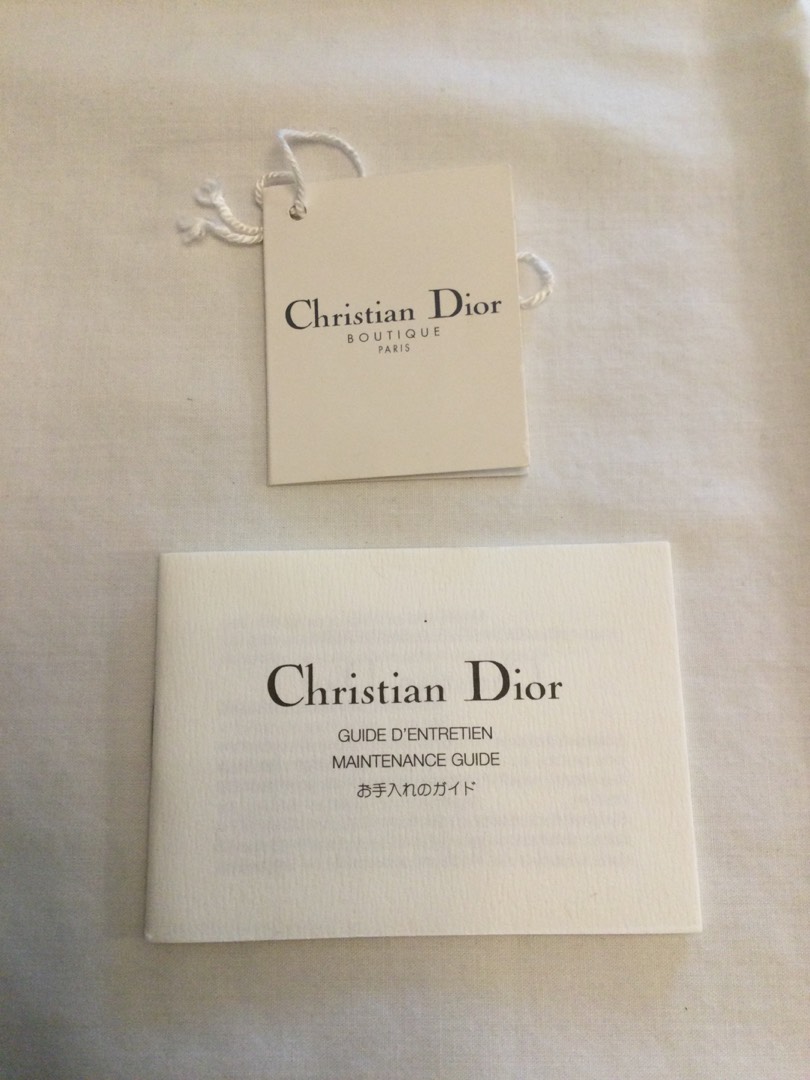 Christian Dior
BOUTIQUE
PARIS
Christian Dior
GUIDE D'ENTRETIEN
MAINTENANCE GUIDE
お手入れのガイド